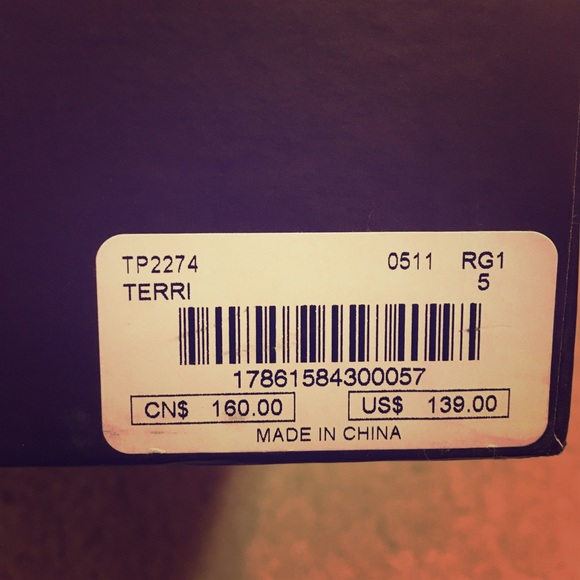 TP2274 0511 RG1
TERRI 5
17861584300057
CN$ 160.00 US$ 139.00
MADE IN CHINA